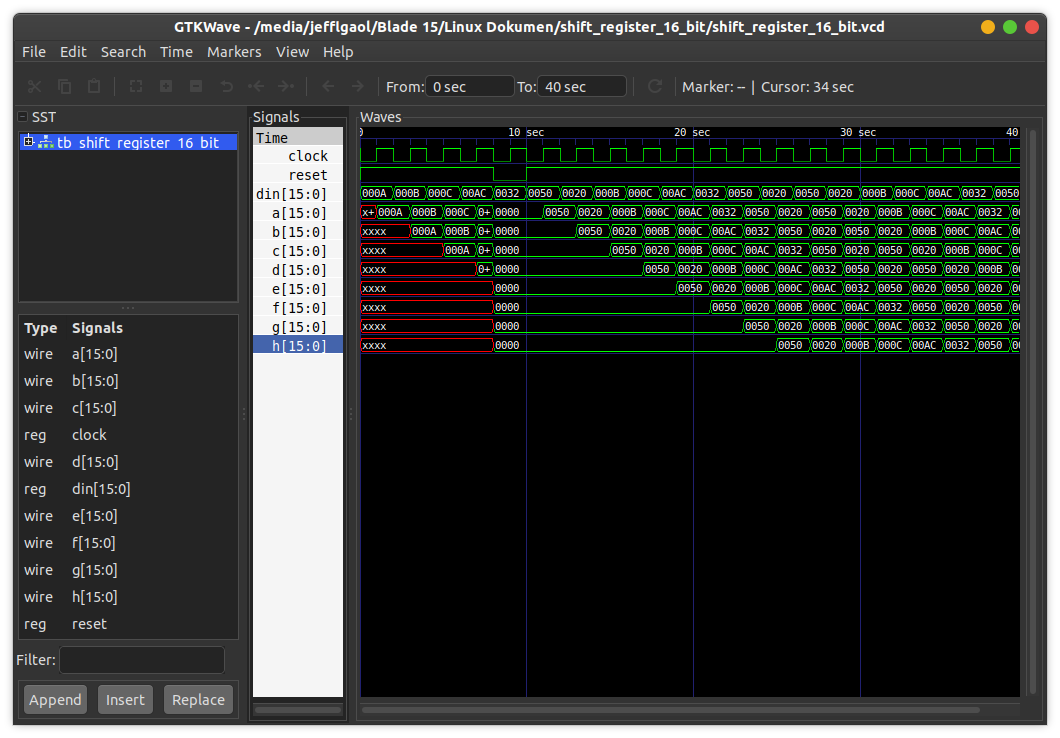 GTKWave - /media/jefflgaol/Blade 15/Linux Dokumen/shift_register_16_bit/shift_register_16_bit.vcd
File Edit Search Time Markers View Help
From: 0 sec To: 40 sec Marker: -- | Cursor: 34 sec
SST
tb_shift_register_16_bit
Type Signals
wire a[15:0]
wire b[15:0]
wire c[15:0]
reg clock
wire d[15:0]
reg din[15:0]
wire e[15:0]
wire f[15:0]
wire g[15:0]
wire h[15:0]
reg reset
Filter:
Append Insert Replace
Signals
Time
clock
reset
din[15:0]
a[15:0]
b[15:0]
c[15:0]
d[15:0]
e[15:0]
f[15:0]
g[15:0]
h[15:0]
Waves
0 10 sec 20 sec 30 sec 40
000A 000B 000C 00AC 0032 0050 0020 000B 000C 00AC 0032 0050 0020 0050 0020 000B 000C 00AC 0032 0050
x+ 000A 000B 000C 0+ 0000 0050 0020 000B 000C 00AC 0032 0050 0020 0050 0020 000B 000C 00AC 0032 00
xxxx 000A 000B 0+ 0000 0050 0020 000B 000C 00AC 0032 0050 0020 0050 0020 000B 000C 00AC 00
xxxx 000A 0+ 0000 0050 0020 000B 000C 00AC 0032 0050 0020 0050 0020 000B 000C 00
xxxx 0+ 0000 0050 0020 000B 000C 00AC 0032 0050 0020 0050 0020 000B 00
xxxx 0000 0050 0020 000B 000C 00AC 0032 0050 0020 0050 0020 00
xxxx 0000 0050 0020 000B 000C 00AC 0032 0050 0020 0050 00
xxxx 0000 0050 0020 000B 000C 00AC 0032 0050 0020 00
xxxx 0000 0050 0020 000B 000C 00AC 0032 0050 00